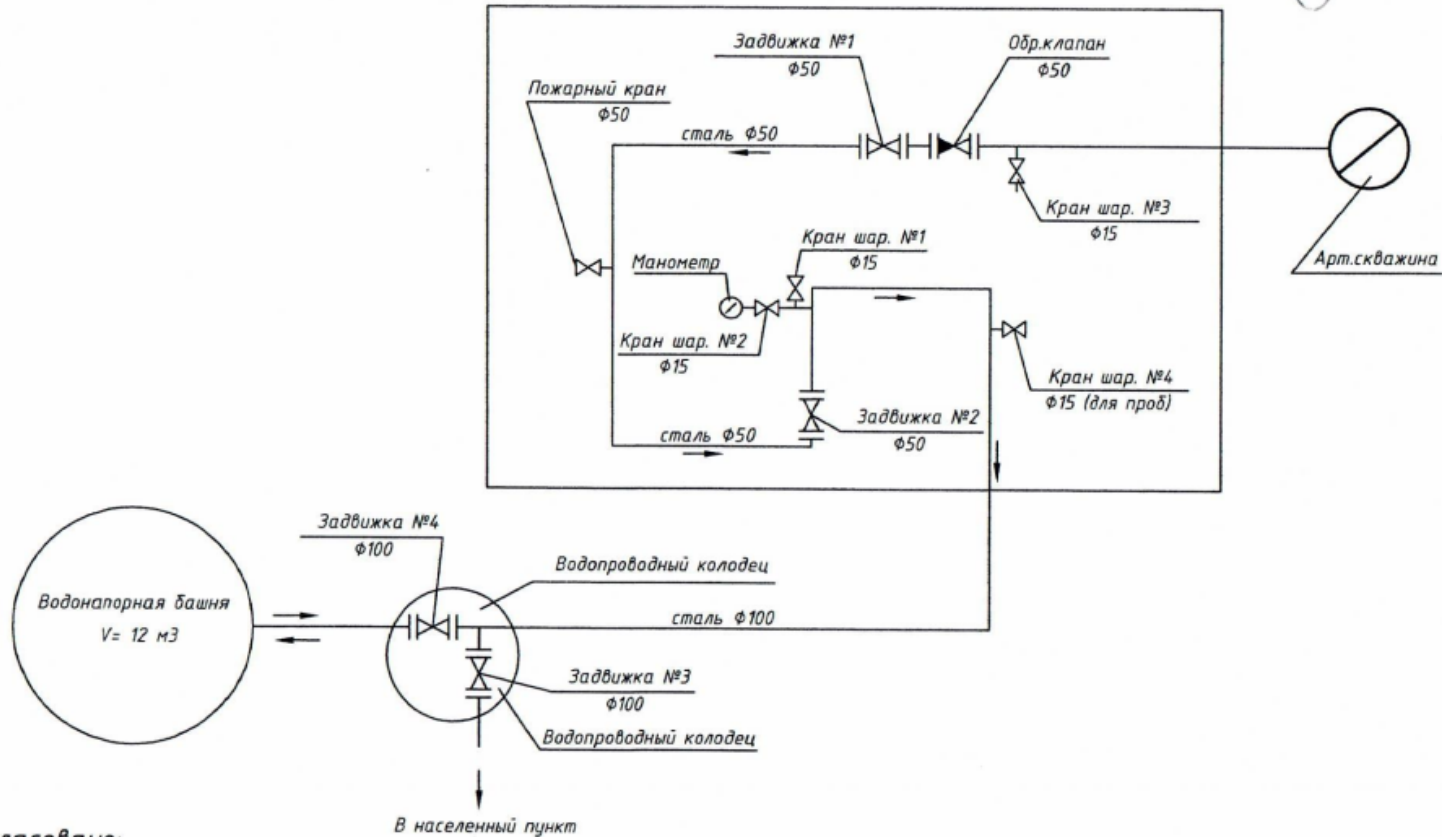 Задвижка №1
Ф50
Обр.клапан
Ф50
Пожарный кран
Ф50
сталь Ф50
Кран шар. №3
Ф15
Арт.скважина
Кран шар. №1
Ф15
Манометр
Кран шар. №2
Ф15
Кран шар. №4
Ф15 (для проб)
Задвижка №2
Ф50
сталь Ф50
Задвижка №4
Ф100
Водопроводный колодец
Водонапорная башня
V= 12 м3
сталь Ф100
Задвижка №3
Ф100
Водопроводный колодец
В населенный пункт